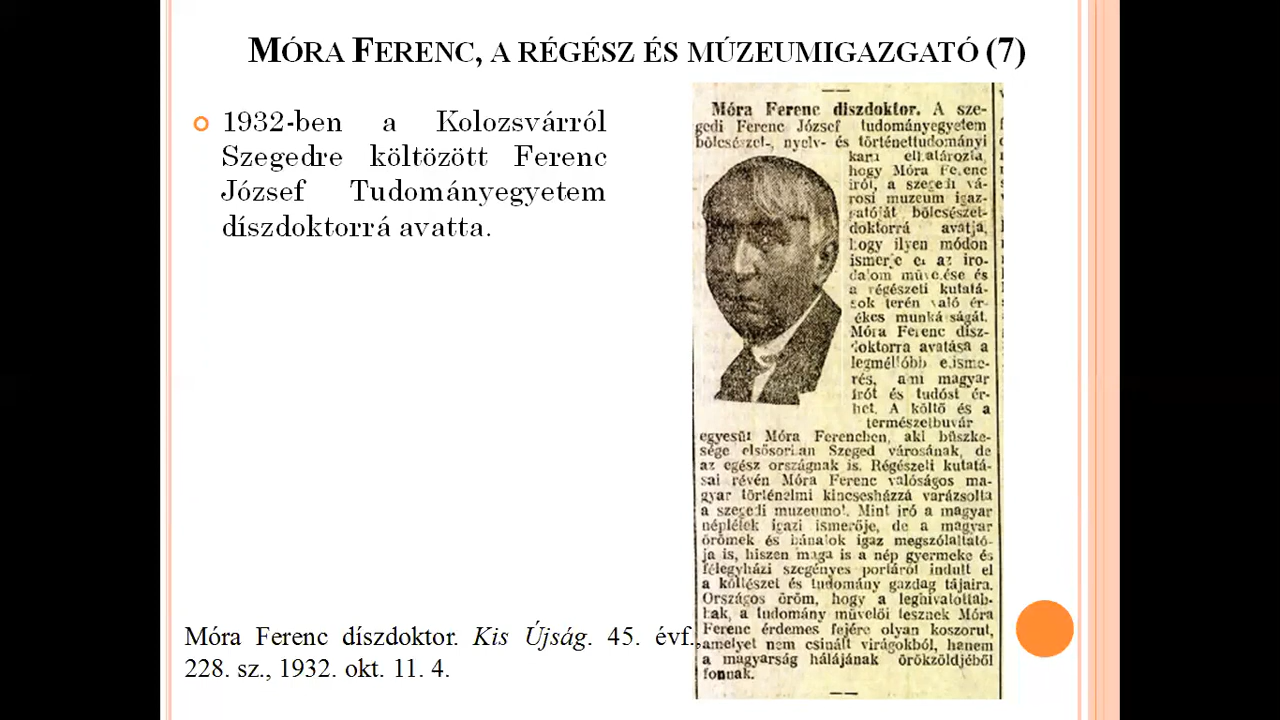 MÓRA FERENC, A RÉGÉSZ ÉS MÚZEUMIGAZGATÓ (7)
1932-ben a Kolozsvárról
Szegedre költözött Ferenc
József Tudományegyetem
díszdoktorrá avatta.
Móra Ferenc díszdoktor. Kis Újság. 45. évf.,
228. sz., 1932. okt. 11. 4.
Móra Ferenc diszdoktor. A sze-
gedi Ferenc József tudományegyetem
bölcsészet-, nyelv- és történettudományi
kara elhatározta,
hogy Móra Ferenc
írót, a szegedi vá-
rosi muzeum igaz-
gatóját bölcsészet-
doktorrá avatja,
hogy ilyen módon
ismerje el az iro-
dalom művelése és
a régészeti kutatá-
sok terén való ér-
tékes munkásságát.
Móra Ferenc dísz-
doktorra avatása a
legméltóbb elisme-
rés, ami magyar
írót és tudóst ér-
het. A költő és a
természetbuvár
egyesül Móra Ferencben, aki büszke-
sége elsősorban Szeged városának, de
az egész országnak is. Régészeti kutatá-
sai révén Móra Ferenc valóságos ma-
gyar történelmi kincsesházzá varázsolta
a szegedi muzeumot. Mint író a magyar
néplélek igazi ismerője, de a magyar
örömek és bánatok igaz megszólaltató-
ja is, hiszen maga is a nép gyermeke és
félegyházi szegényes portáról indult el
a költészet és tudomány gazdag tájaira.
Országos öröm, hogy a leghivatottab-
bak, a tudomány művelői tesznek Móra
Ferenc érdemes fejére olyan koszorut,
amelyet nem csinált virágokból, hanem
a magyarság hálájának örökzöldjéből
fonnak.